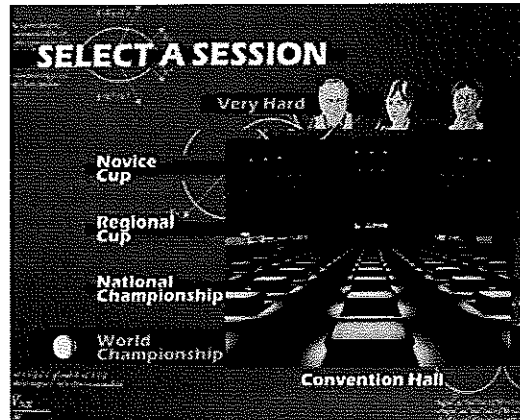 SELECT A SESSION
Very Hard
Novice
Cup
Regional
Cup
National
Championship
World
Championship
Convention Hall